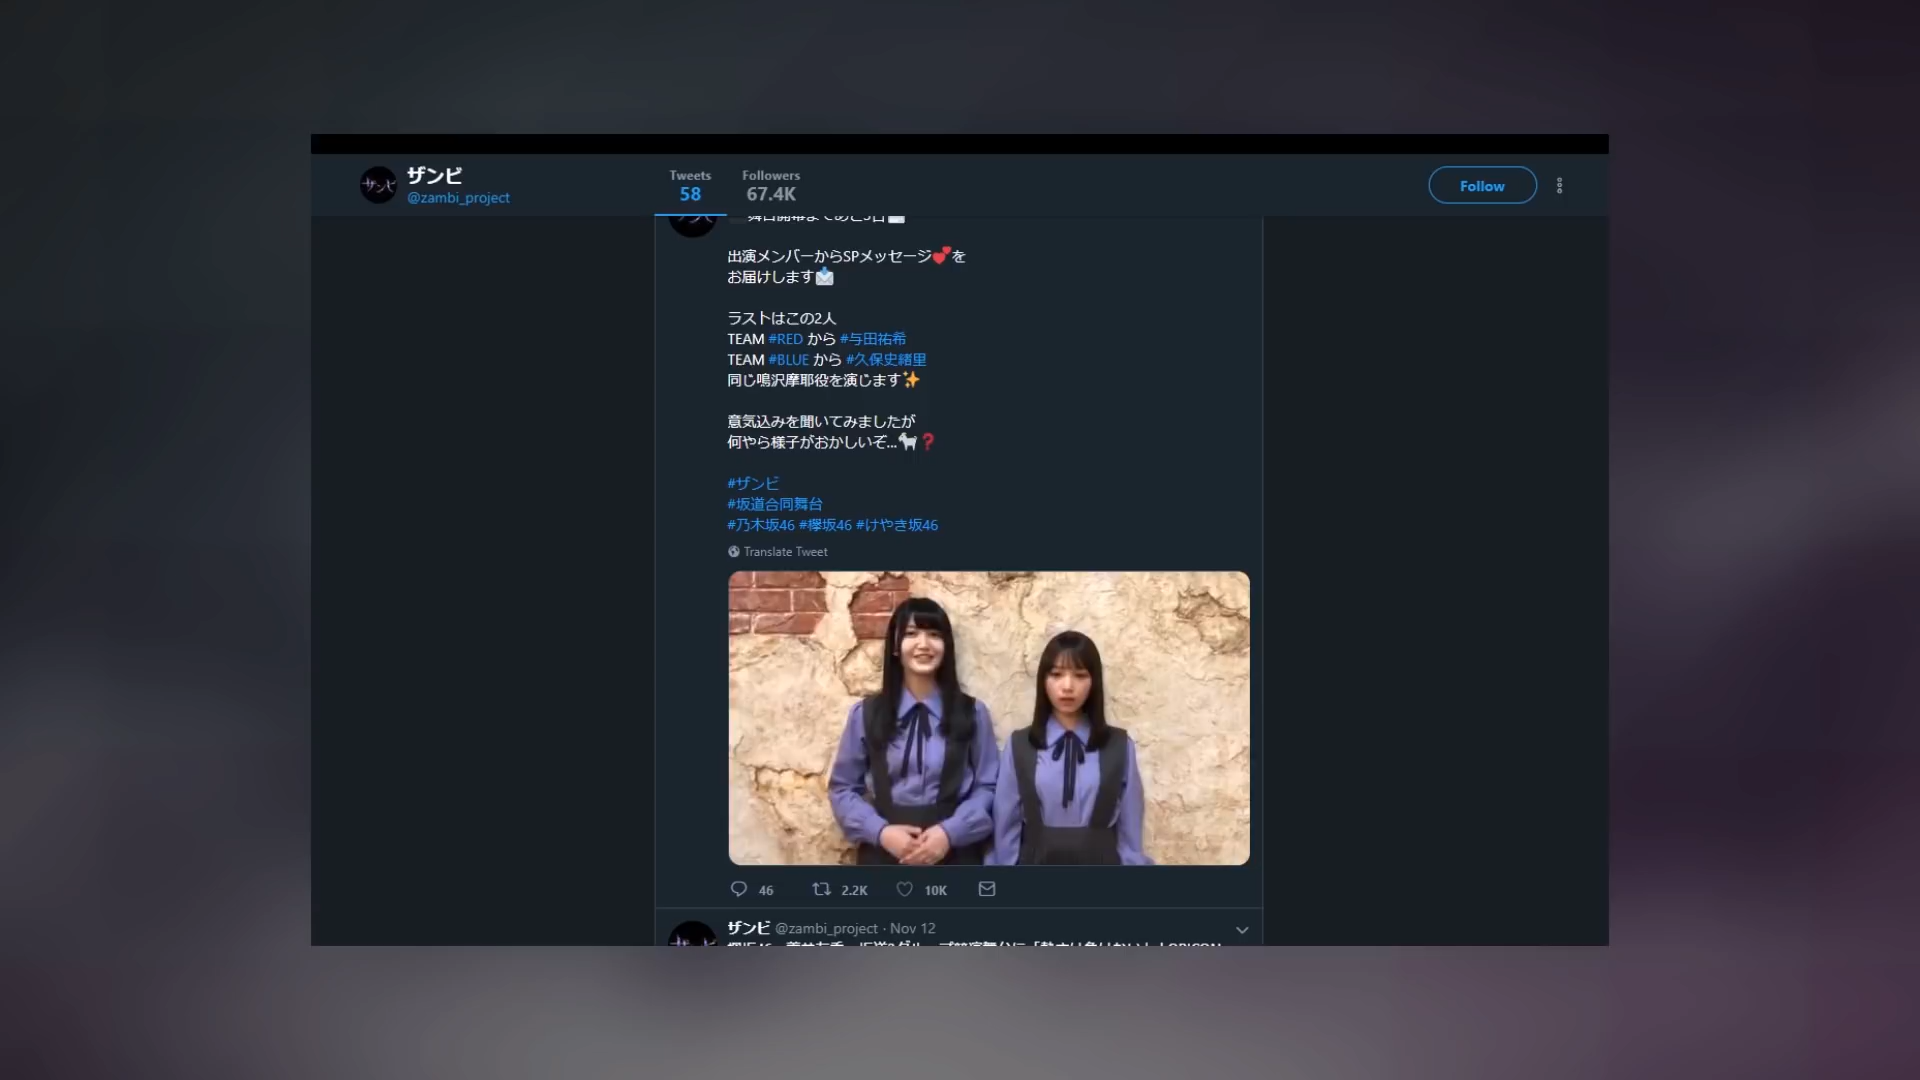 ザンビ
@zambi_project
Tweets
58
Followers
67.4K
Follow
ザンビ
出演メンバーからSPメッセージ💕を
お届けします📩
ラストはこの2人
TEAM #RED から #与田祐希
TEAM #BLUE から #久保史緒里
同じ鳴沢摩耶役を演じます✨
意気込みを聞いてみましたが
何やら様子がおかしいぞ...🐐❓
#ザンビ
#坂道合同舞台
#乃木坂46 #欅坂46 #けやき坂46
Translate Tweet
46
2.2K
10K
ザンビ @zambi_project · Nov 12